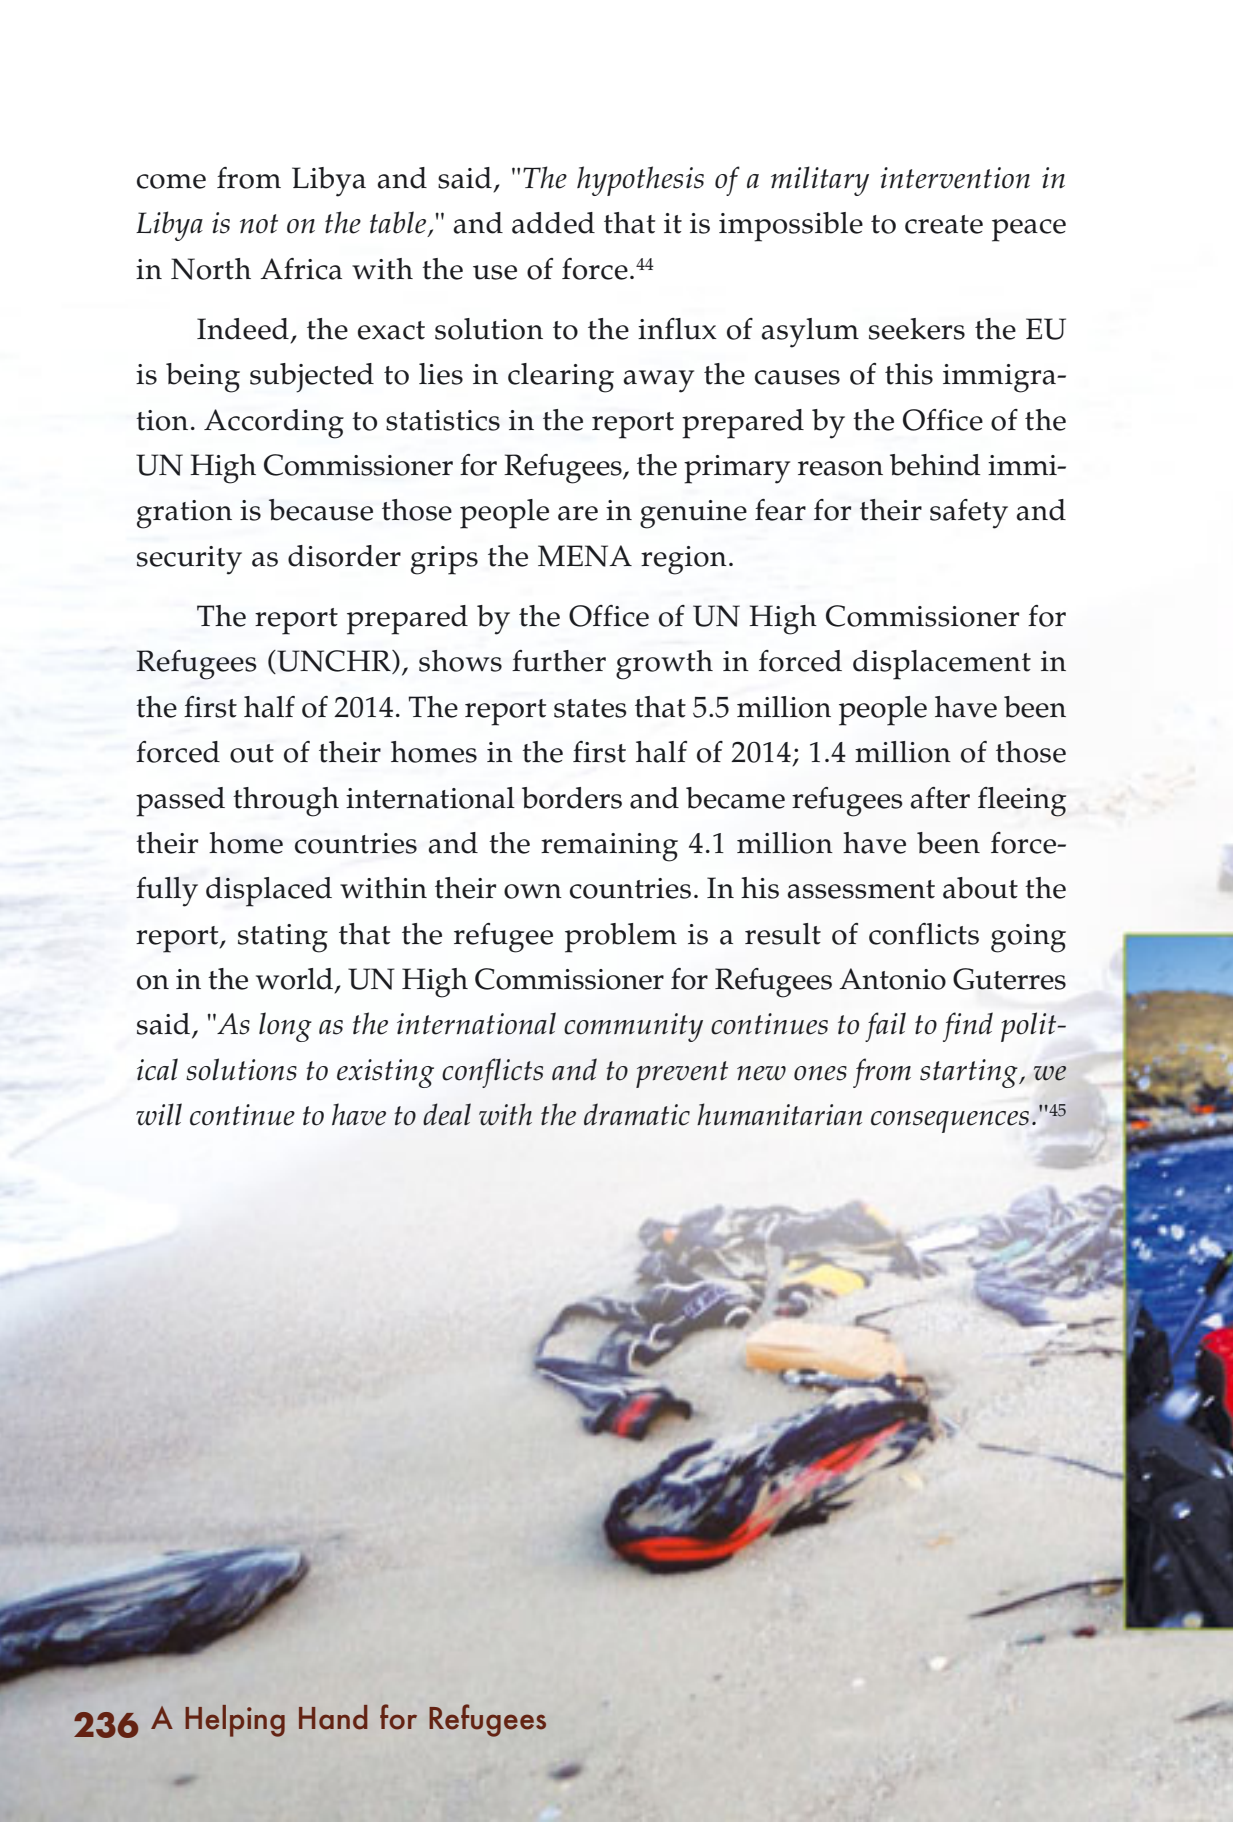 come from Libya and said, "The hypothesis of a military intervention in
Libya is not on the table," and added that it is impossible to create peace
in North Africa with the use of force.44
Indeed, the exact solution to the influx of asylum seekers the EU
is being subjected to lies in clearing away the causes of this immigra-
tion. According to statistics in the report prepared by the Office of the
UN High Commissioner for Refugees, the primary reason behind immi-
gration is because those people are in genuine fear for their safety and
security as disorder grips the MENA region.
The report prepared by the Office of UN High Commissioner for
Refugees (UNCHR), shows further growth in forced displacement in
the first half of 2014. The report states that 5.5 million people have been
forced out of their homes in the first half of 2014; 1.4 million of those
passed through international borders and became refugees after fleeing
their home countries and the remaining 4.1 million have been force-
fully displaced within their own countries. In his assessment about the
report, stating that the refugee problem is a result of conflicts going
on in the world, UN High Commissioner for Refugees Antonio Guterres
said, "As long as the international community continues to fail to find polit-
ical solutions to existing conflicts and to prevent new ones from starting, we
will continue to have to deal with the dramatic humanitarian consequences."45
236 A Helping Hand for Refugees